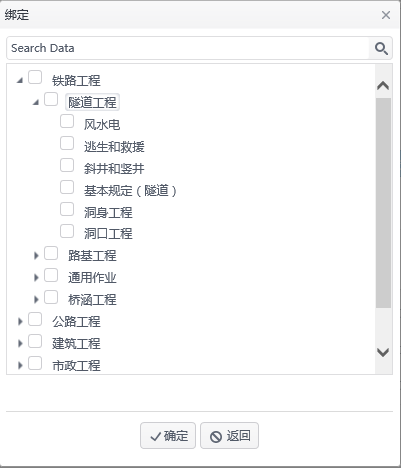 绑定
Search Data
铁路工程
隧道工程
风水电
逃生和救援
斜井和竖井
基本规定（隧道）
洞身工程
洞口工程
路基工程
通用作业
桥涵工程
公路工程
建筑工程
市政工程
确定 返回